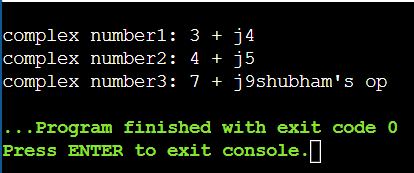 complex number1: 3 + j4
complex number2: 4 + j5
complex number3: 7 + j9shubham's op
...Program finished with exit code 0
Press ENTER to exit console.